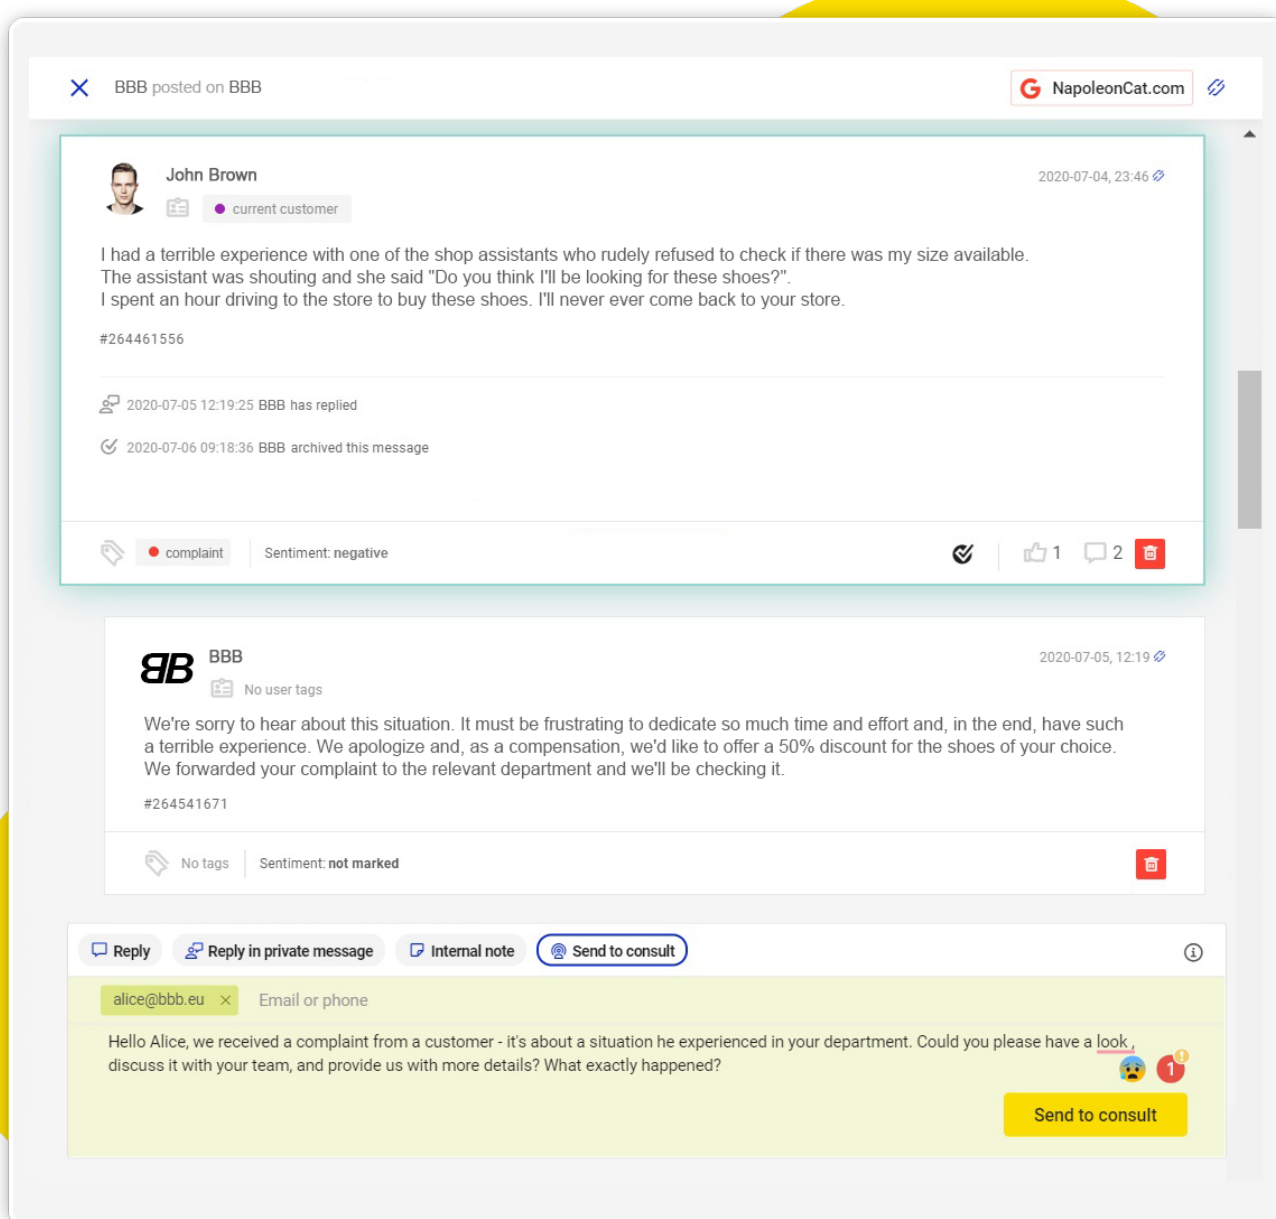 BBB posted on BBB
NapoleonCat.com
John Brown
2020-07-04, 23:46
current customer
I had a terrible experience with one of the shop assistants who rudely refused to check if there was my size available.
The assistant was shouting and she said "Do you think I'll be looking for these shoes?".
I spent an hour driving to the store to buy these shoes. I'll never ever come back to your store.
#264461556
2020-07-05 12:19:25 BBB has replied
2020-07-06 09:18:36 BBB archived this message
complaint Sentiment: negative
1 2
BB
BBB
2020-07-05, 12:19
No user tags
We're sorry to hear about this situation. It must be frustrating to dedicate so much time and effort and, in the end, have such
a terrible experience. We apologize and, as a compensation, we'd like to offer a 50% discount for the shoes of your choice.
We forwarded your complaint to the relevant department and we'll be checking it.
#264541671
No tags Sentiment: not marked
Reply Reply in private message Internal note Send to consult
alice@bbb.eu × Email or phone
Hello Alice, we received a complaint from a customer - it's about a situation he experienced in your department. Could you please have a look ,
discuss it with your team, and provide us with more details? What exactly happened?
1 !
Send to consult